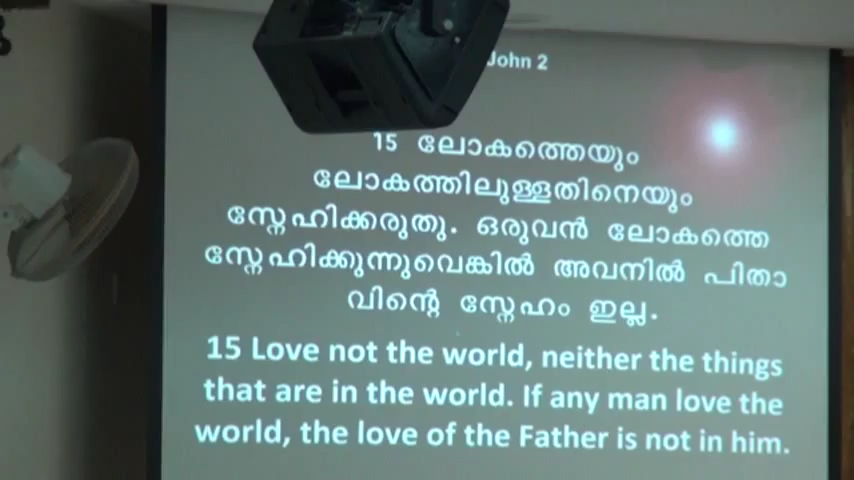 John 2
15 ലോകത്തെയും
ലോകത്തിലുള്ളതിനെയും
സ്നേഹിക്കരുതു. ഒരുവൻ ലോകത്തെ
സ്നേഹിക്കുന്നുവെങ്കിൽ അവനിൽ പിതാ
വിന്റെ സ്നേഹം ഇല്ല.
15 Love not the world, neither the things
that are in the world. If any man love the
world, the love of the Father is not in him.